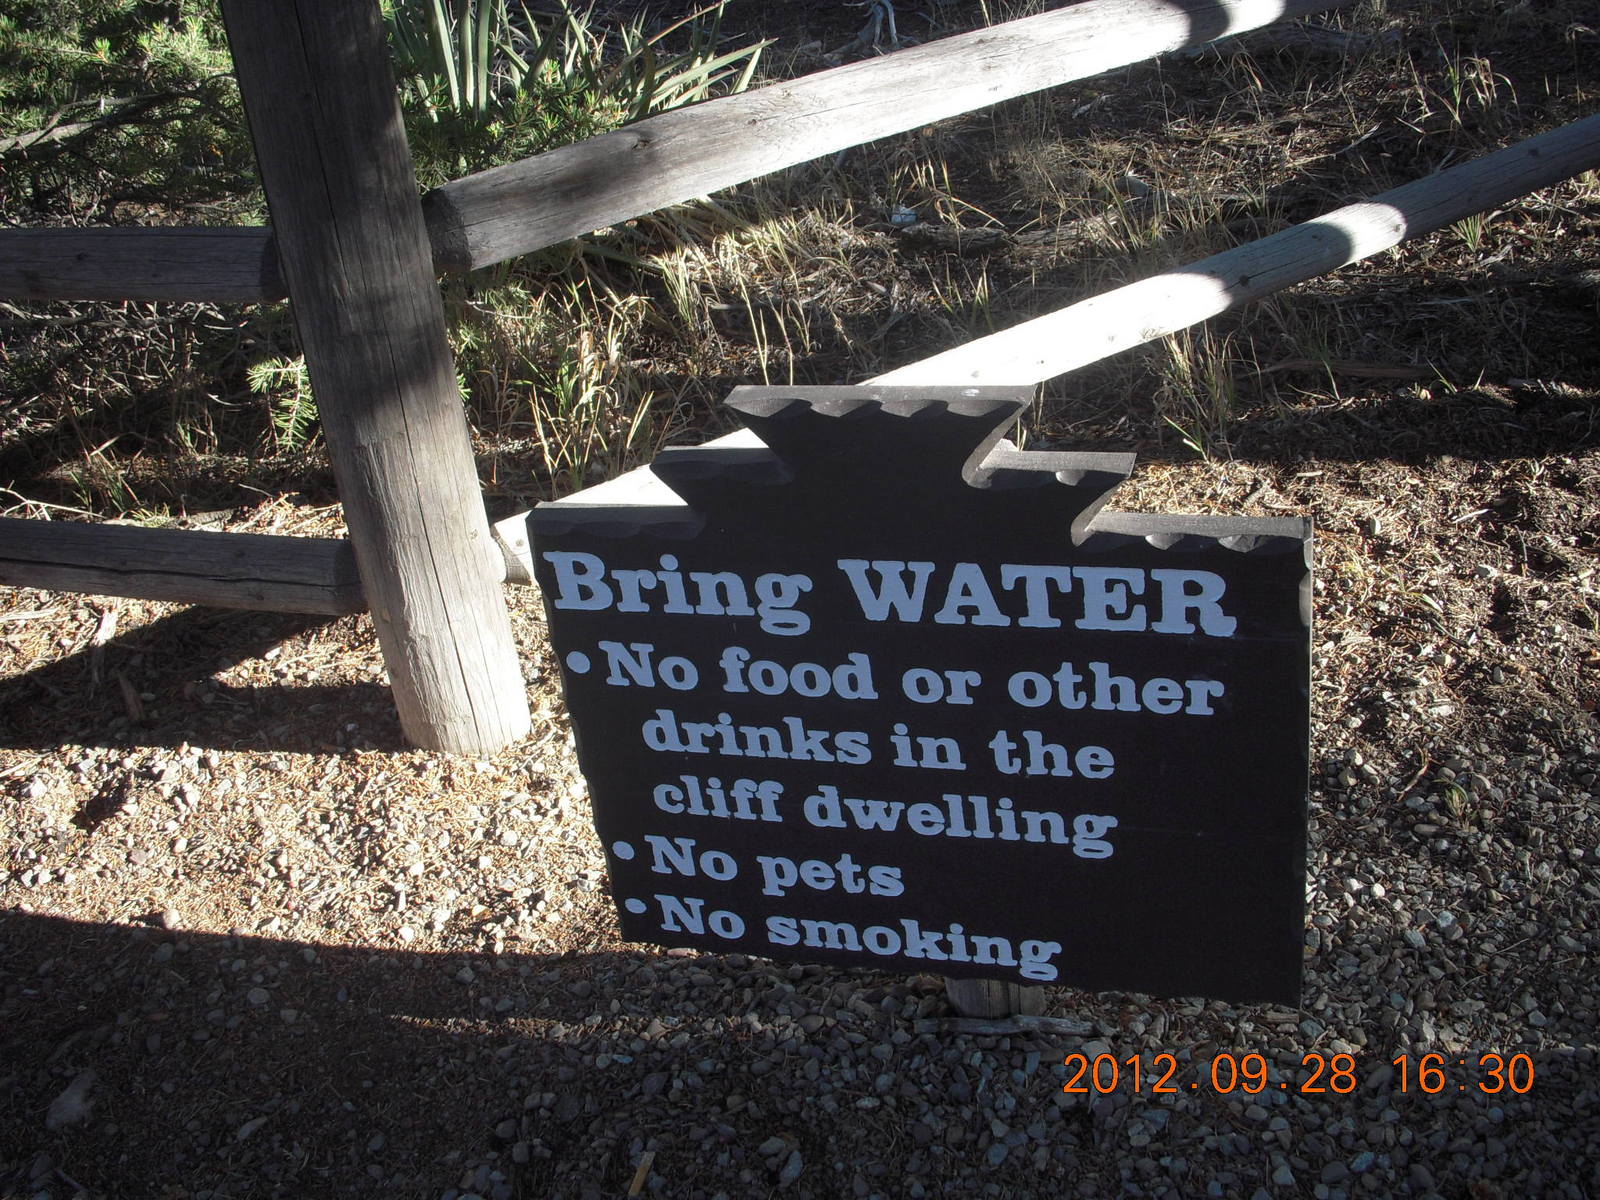 Bring WATER
• No food or other
drinks in the
cliff dwelling
• No pets
• No smoking
2012.09.28 16:30